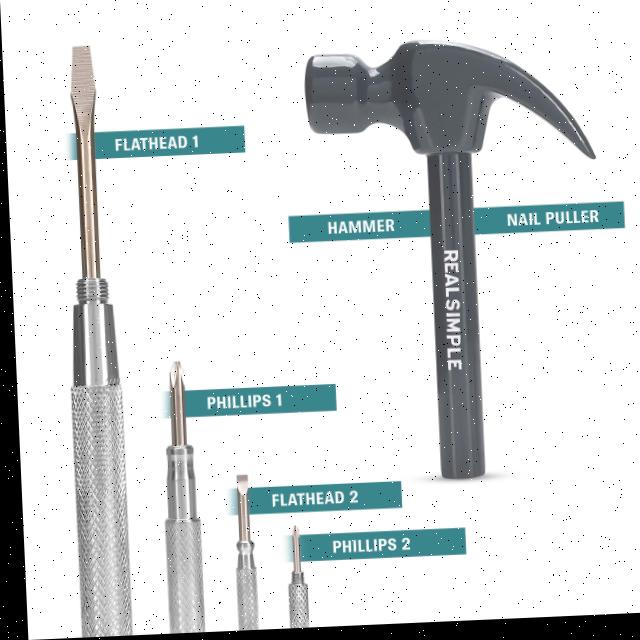 FLATHEAD 1
HAMMER
NAIL PULLER
REAL SIMPLE
PHILLIPS 1
FLATHEAD 2
PHILLIPS 2